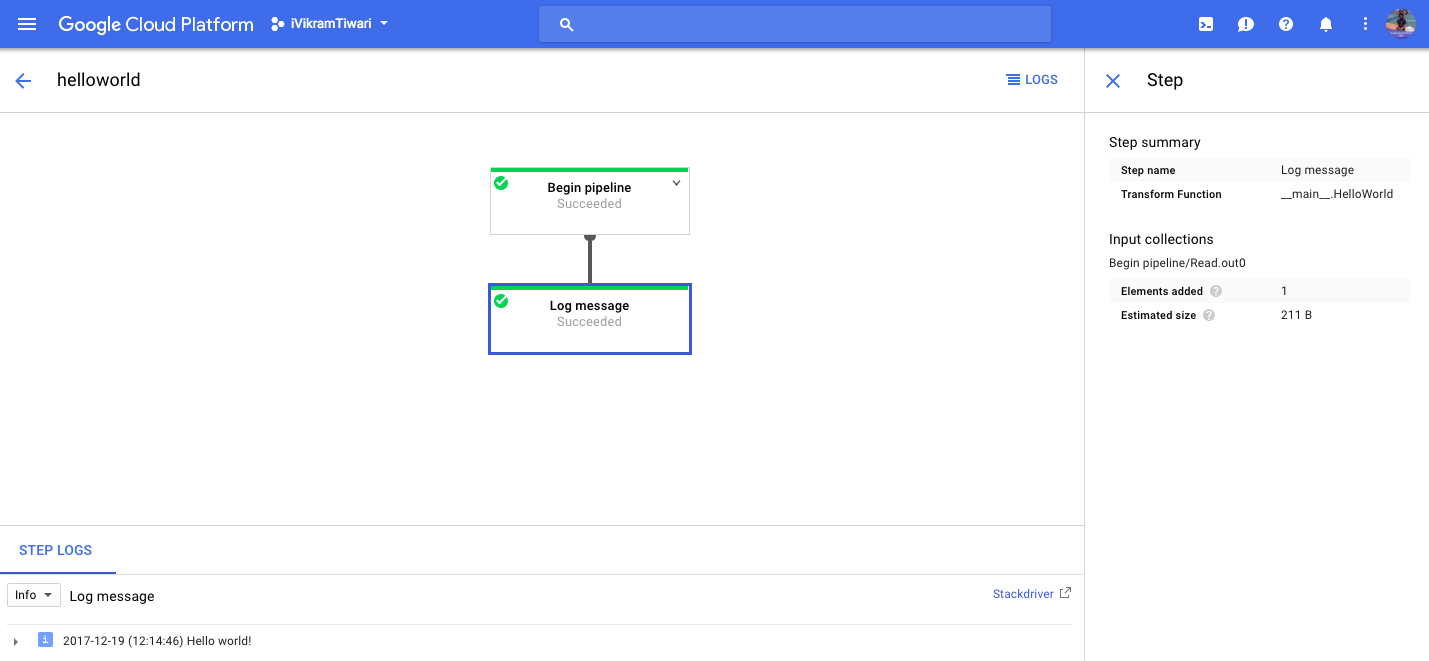 Google Cloud Platform
iVikramTiwari
helloworld
LOGS
Begin pipeline
Succeeded
Log message
Succeeded
STEP LOGS
Info
Log message
Stackdriver
i
2017-12-19 (12:14:46) Hello world!
Step
Step summary
Step name Log message
Transform Function __main__.HelloWorld
Input collections
Begin pipeline/Read.out0
Elements added ? 1
Estimated size ? 211 B